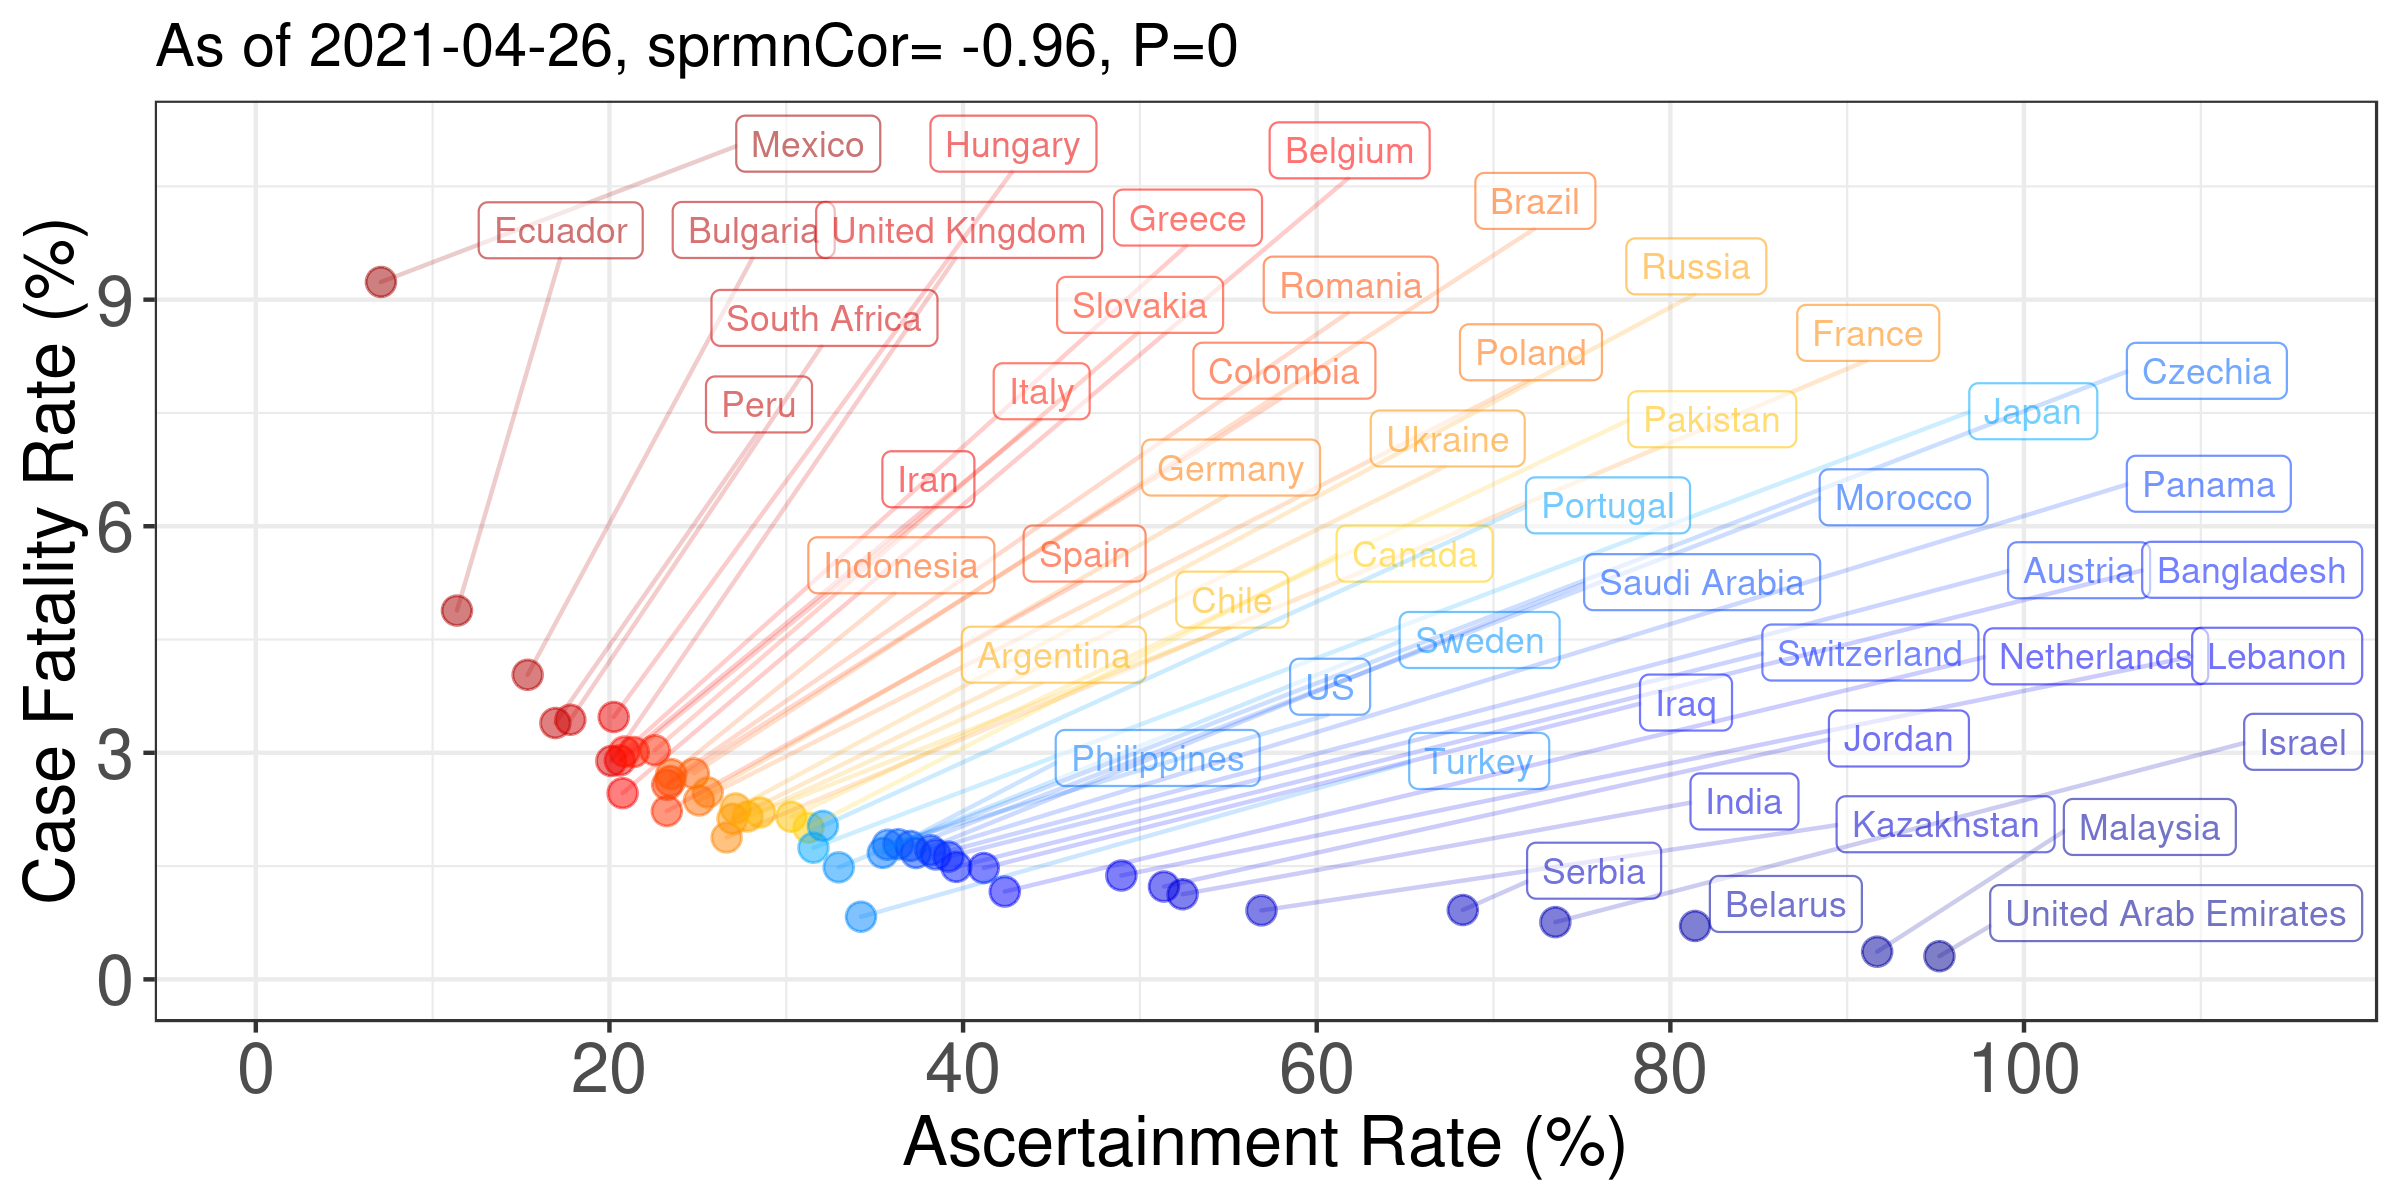 As of 2021-04-26, sprmnCor= -0.96, P=0
Case Fatality Rate (%)
9
6
3
0
Mexico
Hungary
Belgium
Brazil
Ecuador
Bulgaria
United Kingdom
Greece
Russia
Romania
Slovakia
South Africa
France
Poland
Colombia
Czechia
Italy
Peru
Japan
Pakistan
Ukraine
Germany
Iran
Panama
Morocco
Portugal
Spain
Canada
Indonesia
Austria
Bangladesh
Saudi Arabia
Chile
Sweden
Switzerland
Argentina
Netherlands
Lebanon
US
Iraq
Jordan
Israel
Philippines
Turkey
India
Kazakhstan
Malaysia
Serbia
Belarus
United Arab Emirates
0
20
40
60
80
100
Ascertainment Rate (%)